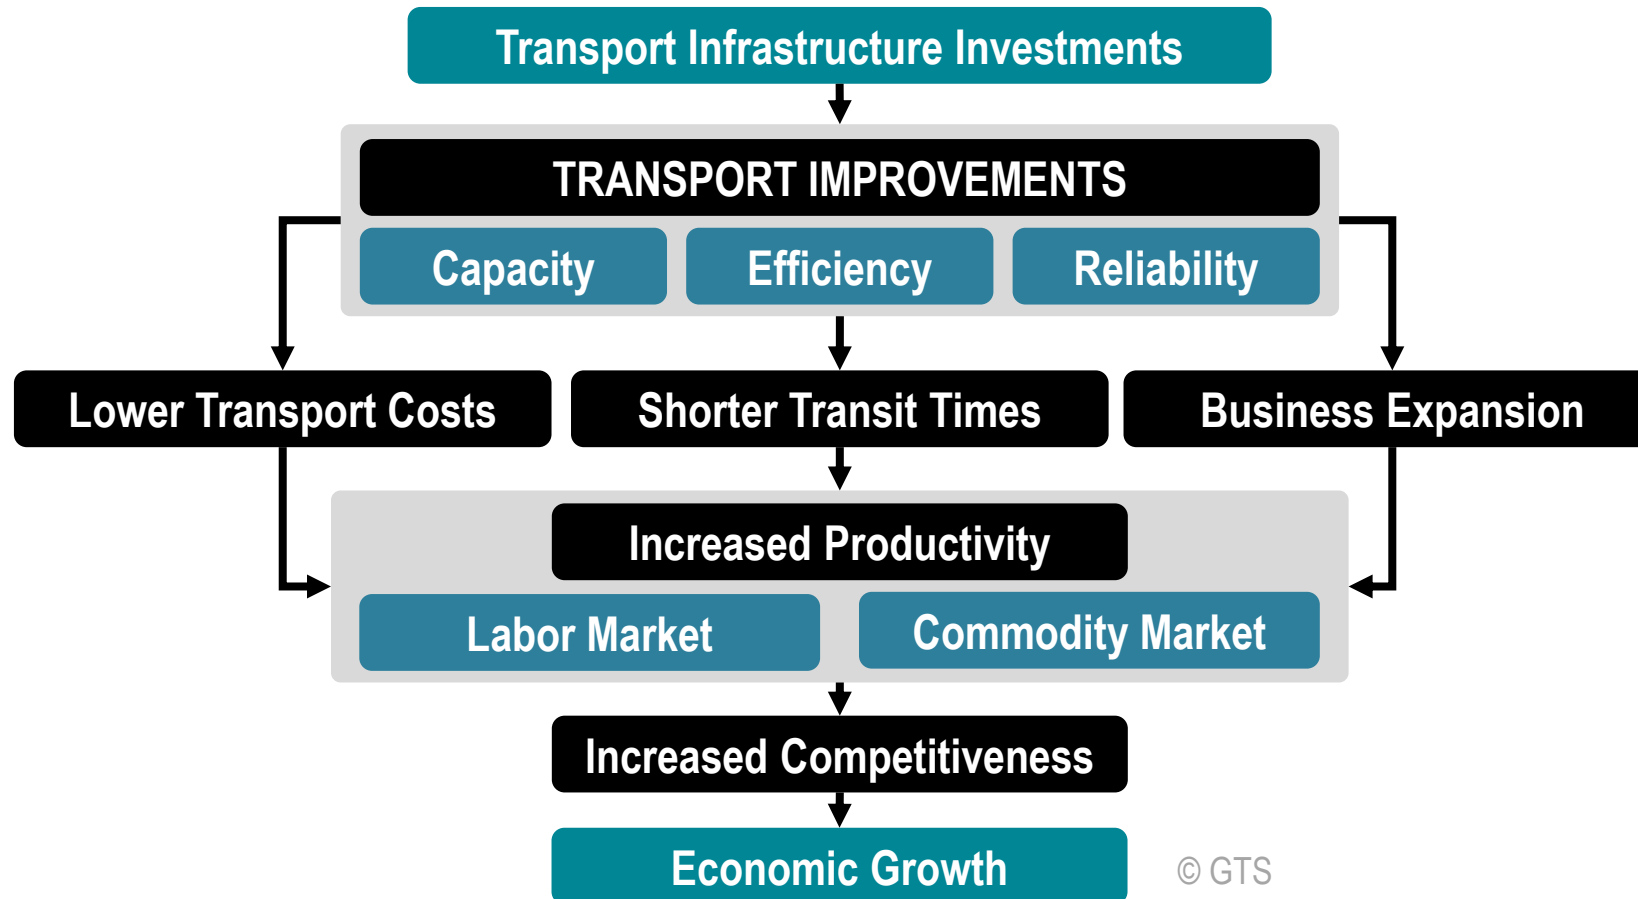 Transport Infrastructure Investments
TRANSPORT IMPROVEMENTS
Capacity
Efficiency
Reliability
Lower Transport Costs
Shorter Transit Times
Business Expansion
Increased Productivity
Labor Market
Commodity Market
Increased Competitiveness
Economic Growth
© GTS